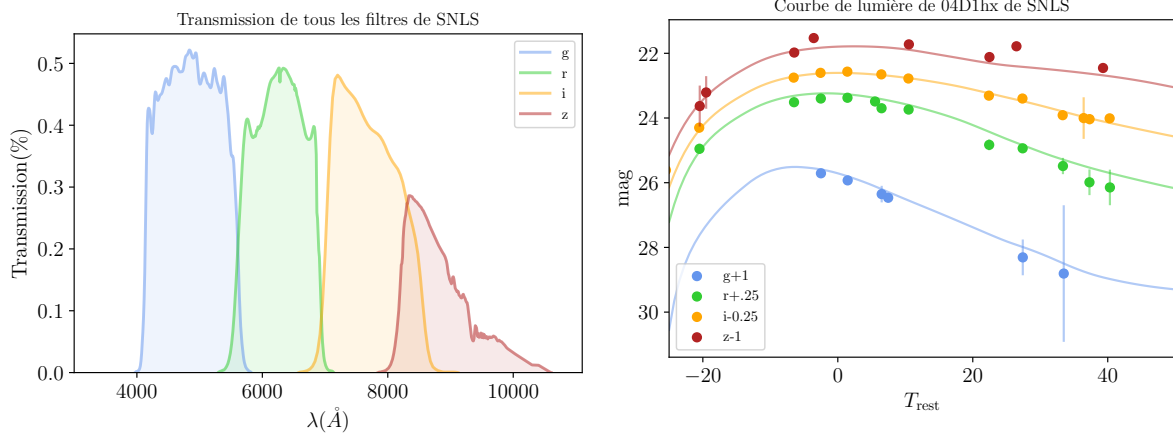 Transmission de tous les filtres de SNLS
Transmission(%)
0.5
0.4
0.3
0.2
0.1
0.0
4000
6000
8000
10000
λ(Å)
g
r
i
z
Courbe de lumière de 04D1hx de SNLS
mag
22
24
26
28
30
−20
0
20
40
T_rest
g+1
r+.25
i-0.25
z-1